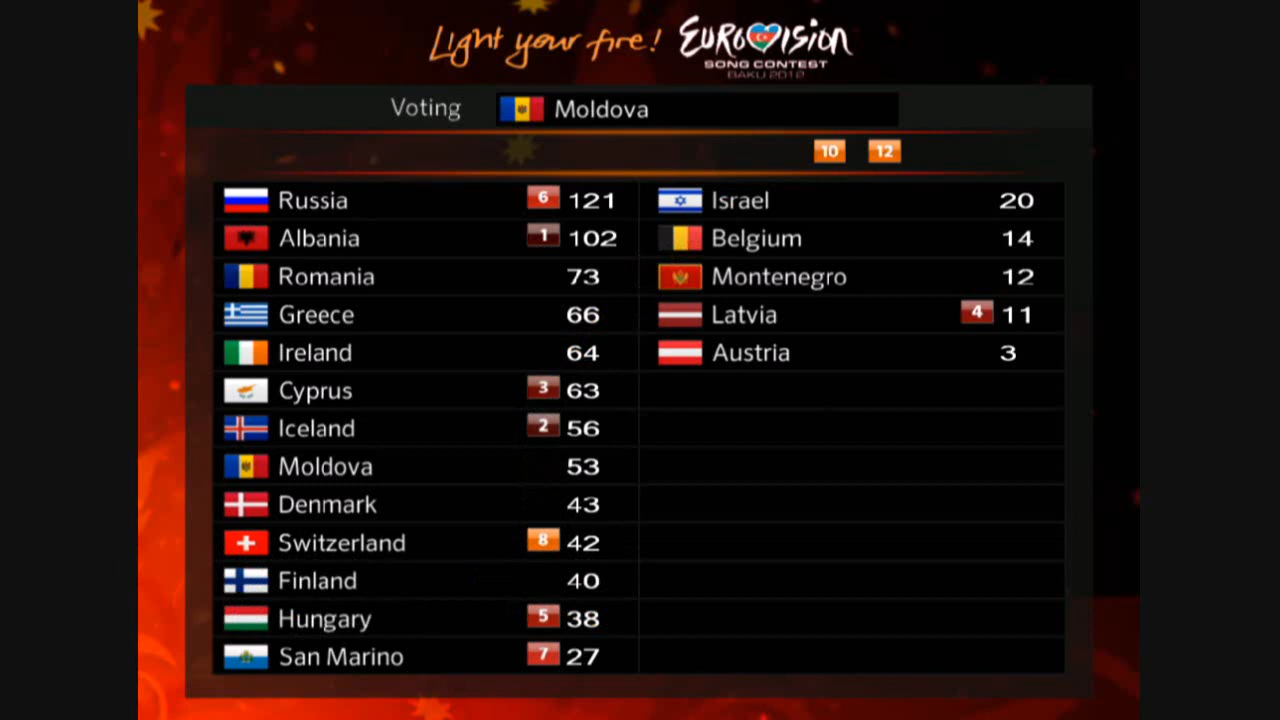 Light your fire! EUROVISION
SONG CONTEST
BAKU 2012
Voting Moldova
10 12
Russia 6 121
Albania 1 102
Romania 73
Greece 66
Ireland 64
Cyprus 3 63
Iceland 2 56
Moldova 53
Denmark 43
Switzerland 8 42
Finland 40
Hungary 5 38
San Marino 7 27
Israel 20
Belgium 14
Montenegro 12
Latvia 4 11
Austria 3